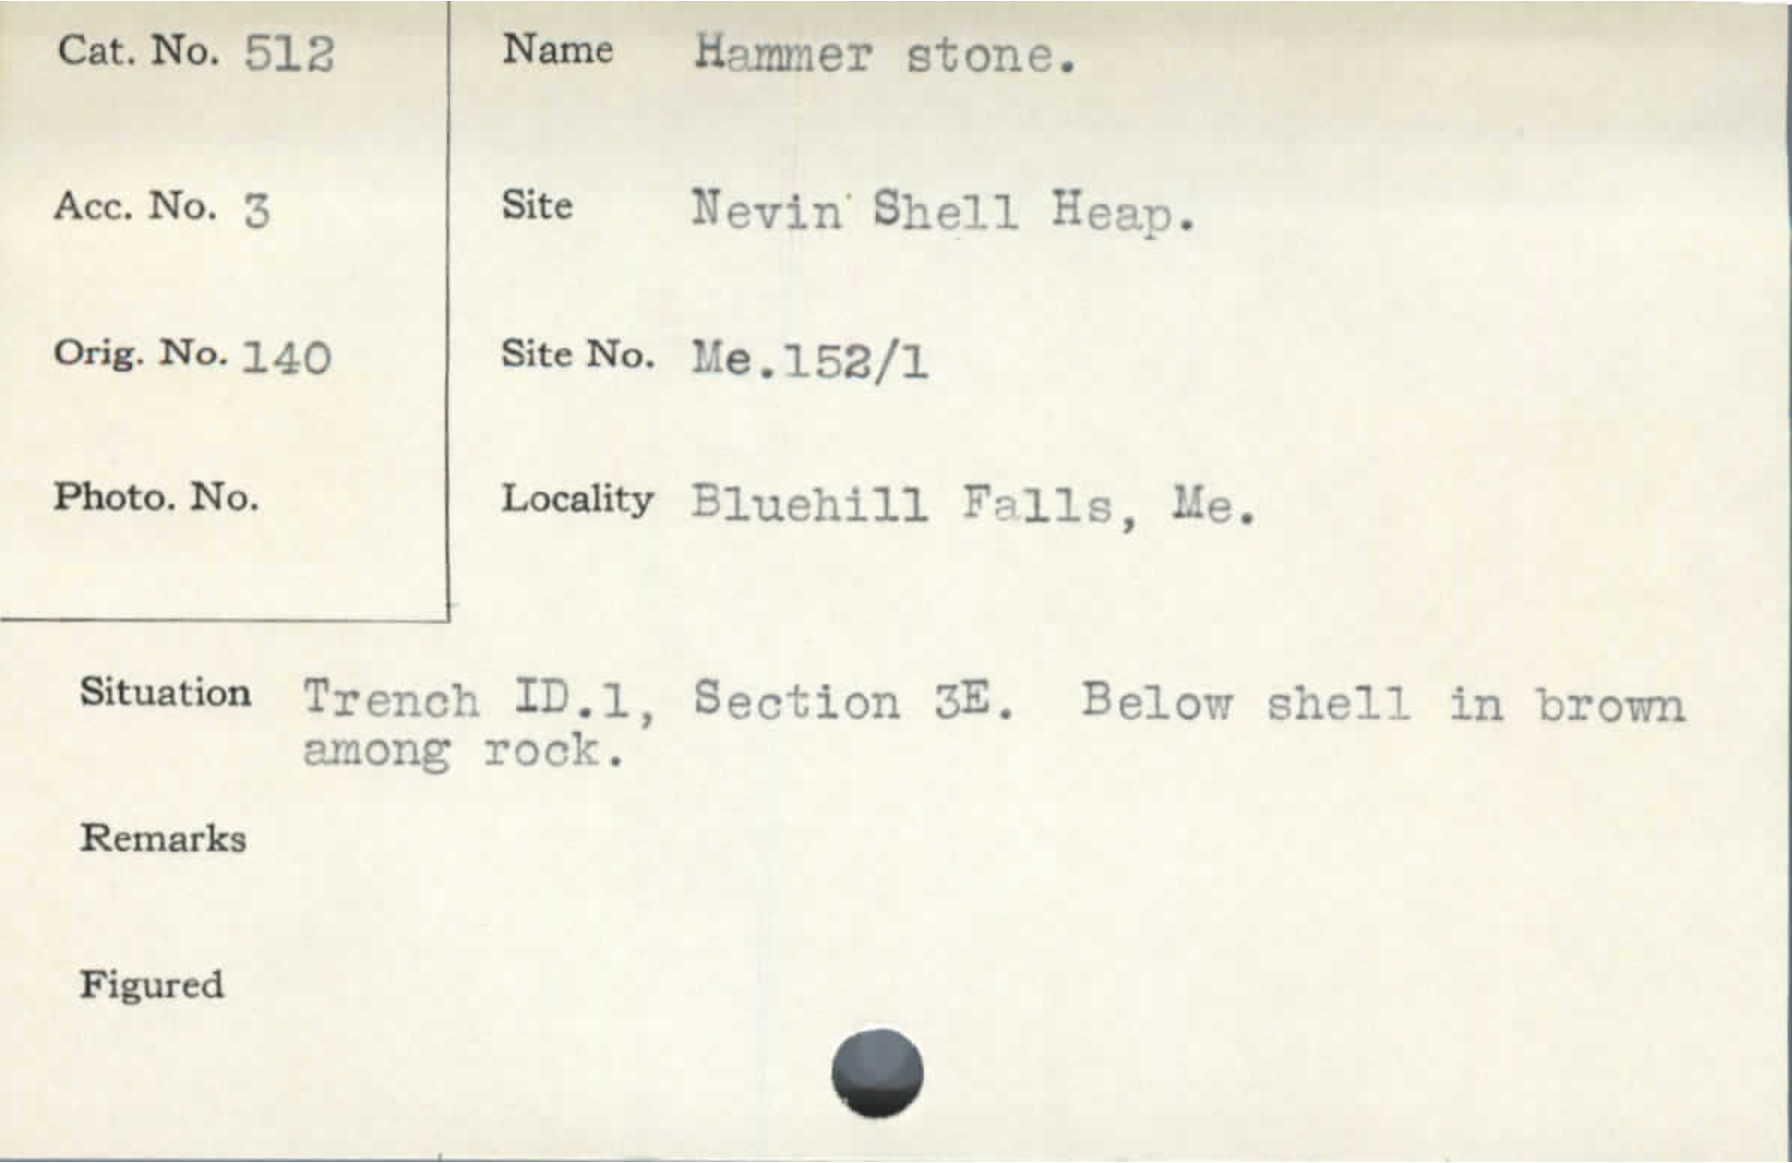 Cat. No. 512
Name Hammer stone.
Acc. No. 3
Site Nevin Shell Heap.
Orig. No. 140
Site No. Me.152/1
Photo. No.
Locality Bluehill Falls, Me.
Situation Trench ID.1, Section 3E. Below shell in brown
among rock.
Remarks
Figured